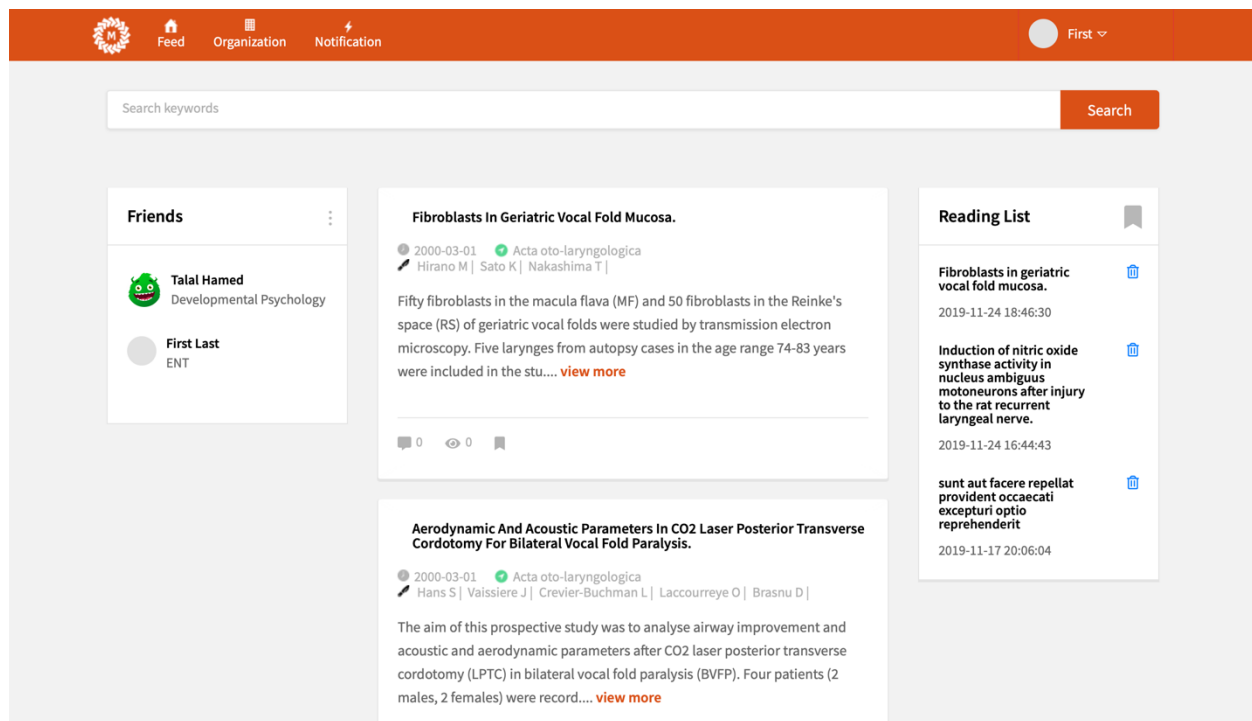 M
Feed
Organization
Notification
First
Search keywords
Search
Friends
Talal Hamed
Developmental Psychology
First Last
ENT
Fibroblasts In Geriatric Vocal Fold Mucosa.
2000-03-01 Acta oto-laryngologica
Hirano M | Sato K | Nakashima T |
Fifty fibroblasts in the macula flava (MF) and 50 fibroblasts in the Reinke's
space (RS) of geriatric vocal folds were studied by transmission electron
microscopy. Five larynges from autopsy cases in the age range 74-83 years
were included in the stu.... view more
0 0
Aerodynamic And Acoustic Parameters In CO2 Laser Posterior Transverse
Cordotomy For Bilateral Vocal Fold Paralysis.
2000-03-01 Acta oto-laryngologica
Hans S | Vaissiere J | Crevier-Buchman L | Laccourreye O | Brasnu D |
The aim of this prospective study was to analyse airway improvement and
acoustic and aerodynamic parameters after CO2 laser posterior transverse
cordotomy (LPTC) in bilateral vocal fold paralysis (BVFP). Four patients (2
males, 2 females) were record.... view more
Reading List
Fibroblasts in geriatric
vocal fold mucosa.
2019-11-24 18:46:30
Induction of nitric oxide
synthase activity in
nucleus ambiguus
motoneurons after injury
to the rat recurrent
laryngeal nerve.
2019-11-24 16:44:43
sunt aut facere repellat
provident occaecati
excepturi optio
reprehenderit
2019-11-17 20:06:04